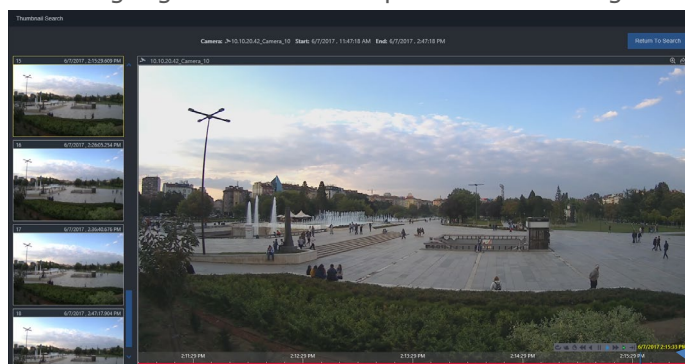 Thumbnail Search
Camera: 10.10.20.42_Camera_10 Start: 6/7/2017 , 11:47:18 AM End: 6/7/2017 , 2:47:18 PM
Return To Search
15 6/7/2017 , 2:15:29.609 PM
10.10.20.42_Camera_10
16 6/7/2017 , 2:26:05.254 PM
17 6/7/2017 , 2:36:40.676 PM
18 6/7/2017 , 2:47:17.904 PM
6/7/2017 2:15:33 PM
2:11:29 PM 2:12:29 PM 2:13:29 PM 2:14:29 PM 2:15:29 PM